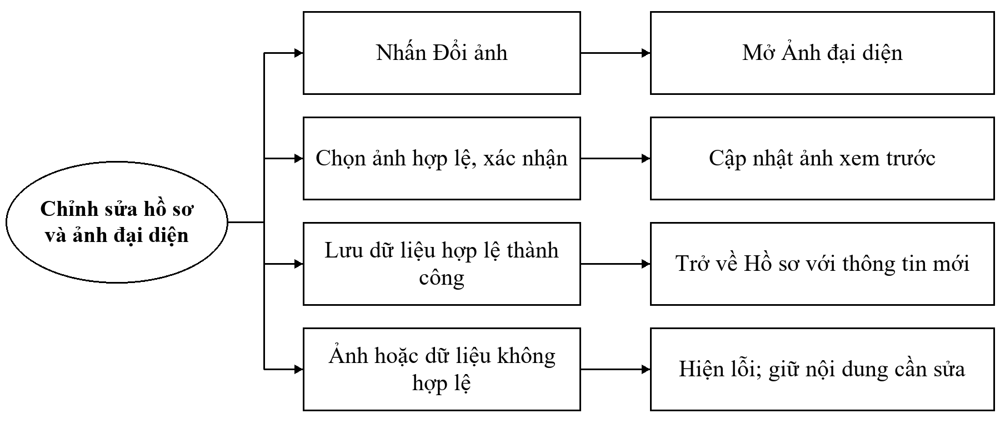 Chỉnh sửa hồ sơ
và ảnh đại diện
Nhấn Đổi ảnh
Mở Ảnh đại diện
Chọn ảnh hợp lệ, xác nhận
Cập nhật ảnh xem trước
Lưu dữ liệu hợp lệ thành
công
Trở về Hồ sơ với thông tin mới
Ảnh hoặc dữ liệu không
hợp lệ
Hiện lỗi; giữ nội dung cần sửa